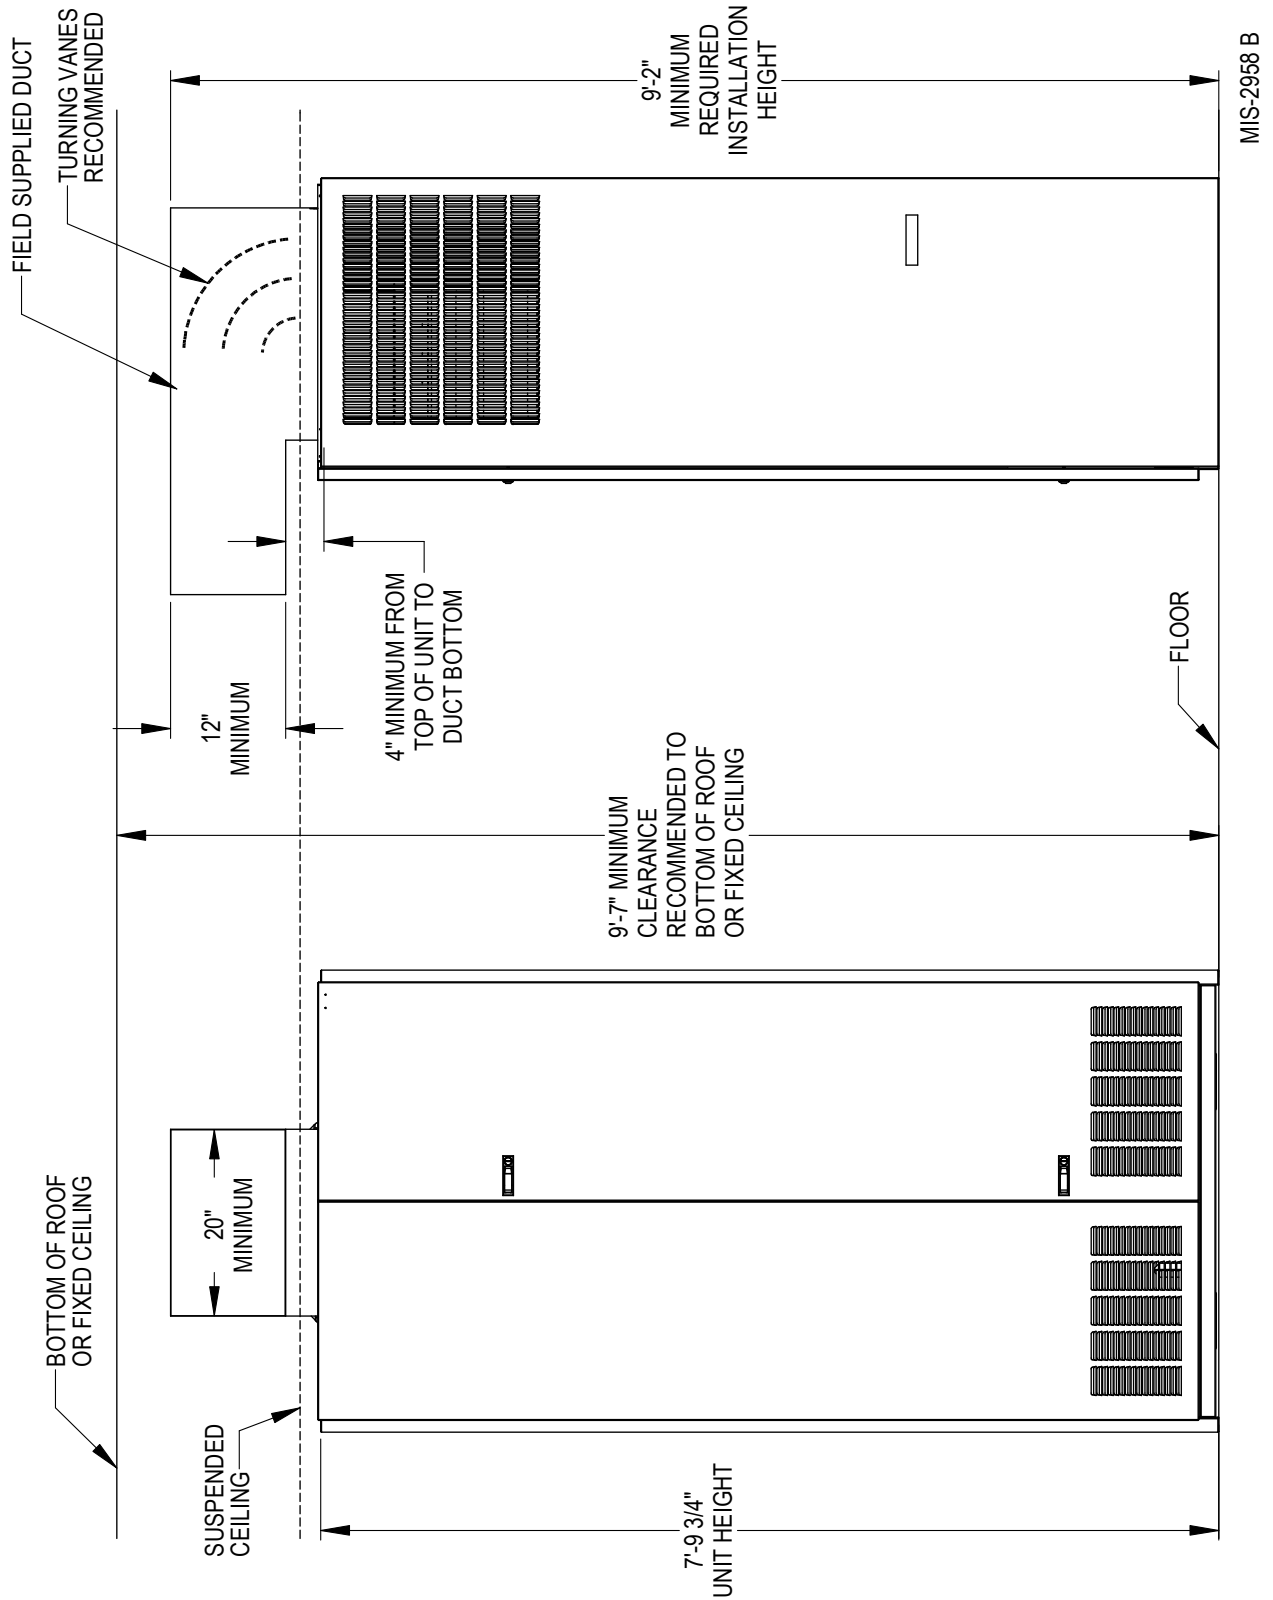 BOTTOM OF ROOF
OR FIXED CEILING
SUSPENDED
CEILING
20"
MINIMUM
7'-9 3/4"
UNIT HEIGHT
9'-7" MINIMUM
CLEARANCE
RECOMMENDED TO
BOTTOM OF ROOF
OR FIXED CEILING
12"
MINIMUM
4" MINIMUM FROM
TOP OF UNIT TO
DUCT BOTTOM
FLOOR
FIELD SUPPLIED DUCT
TURNING VANES
RECOMMENDED
9'-2"
MINIMUM
REQUIRED
INSTALLATION
HEIGHT
MIS-2958 B